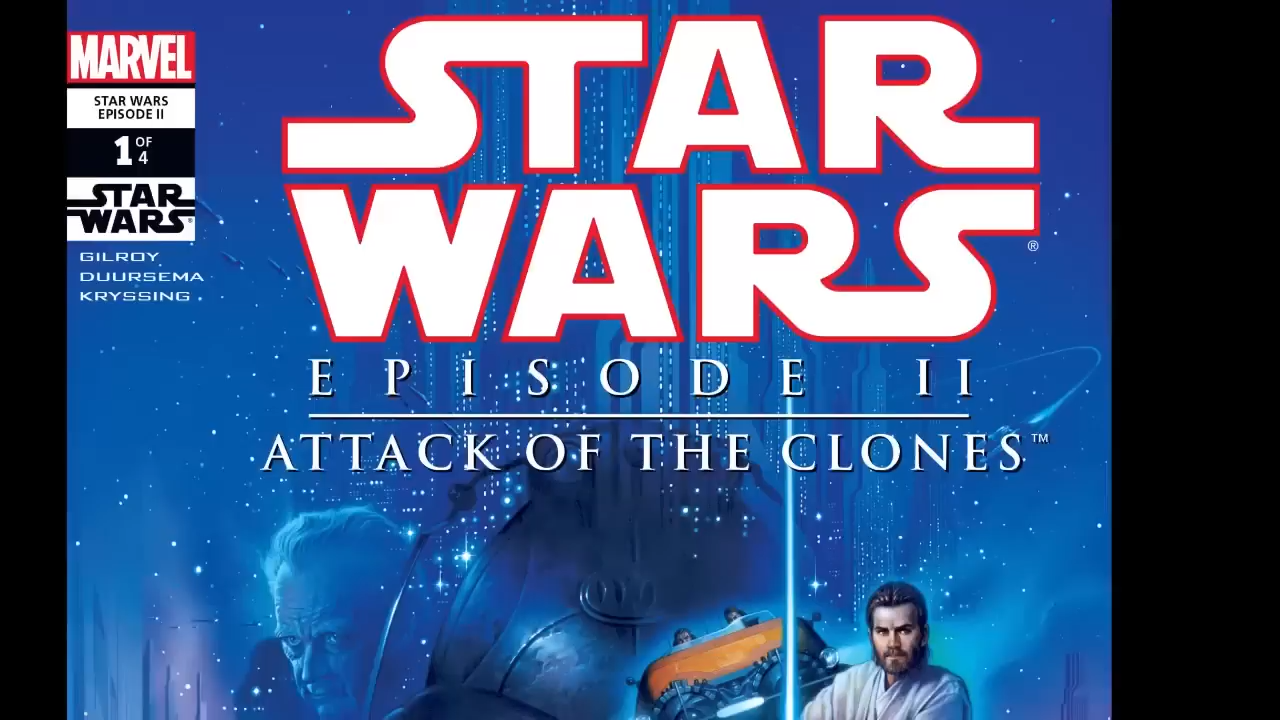 MARVEL
STAR WARS
EPISODE II
1 OF 4
STAR
WARS®
GILROY
DUURSEMA
KRYSSING
STAR
WARS®
EPISODE II
ATTACK OF THE CLONES™